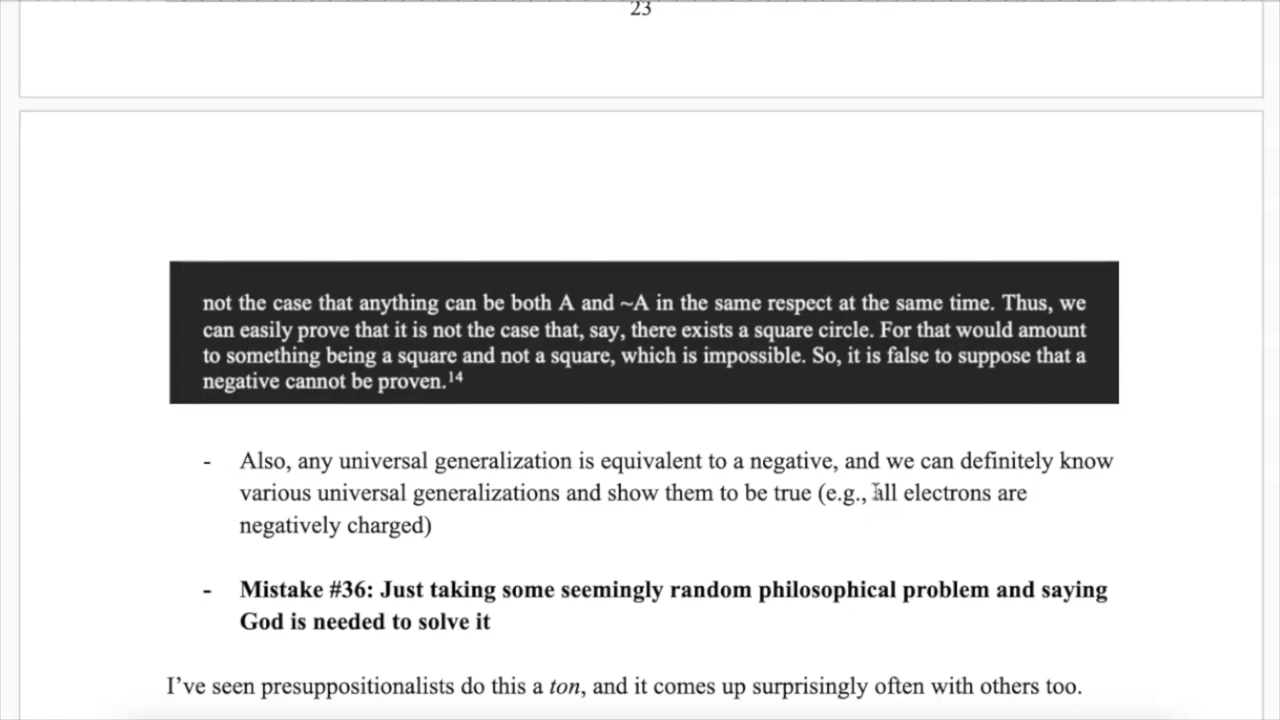 23
not the case that anything can be both A and ~A in the same respect at the same time. Thus, we
can easily prove that it is not the case that, say, there exists a square circle. For that would amount
to something being a square and not a square, which is impossible. So, it is false to suppose that a
negative cannot be proven.¹⁴
- Also, any universal generalization is equivalent to a negative, and we can definitely know
various universal generalizations and show them to be true (e.g., all electrons are
negatively charged)
- Mistake #36: Just taking some seemingly random philosophical problem and saying
God is needed to solve it
I've seen presuppositionalists do this a ton, and it comes up surprisingly often with others too.